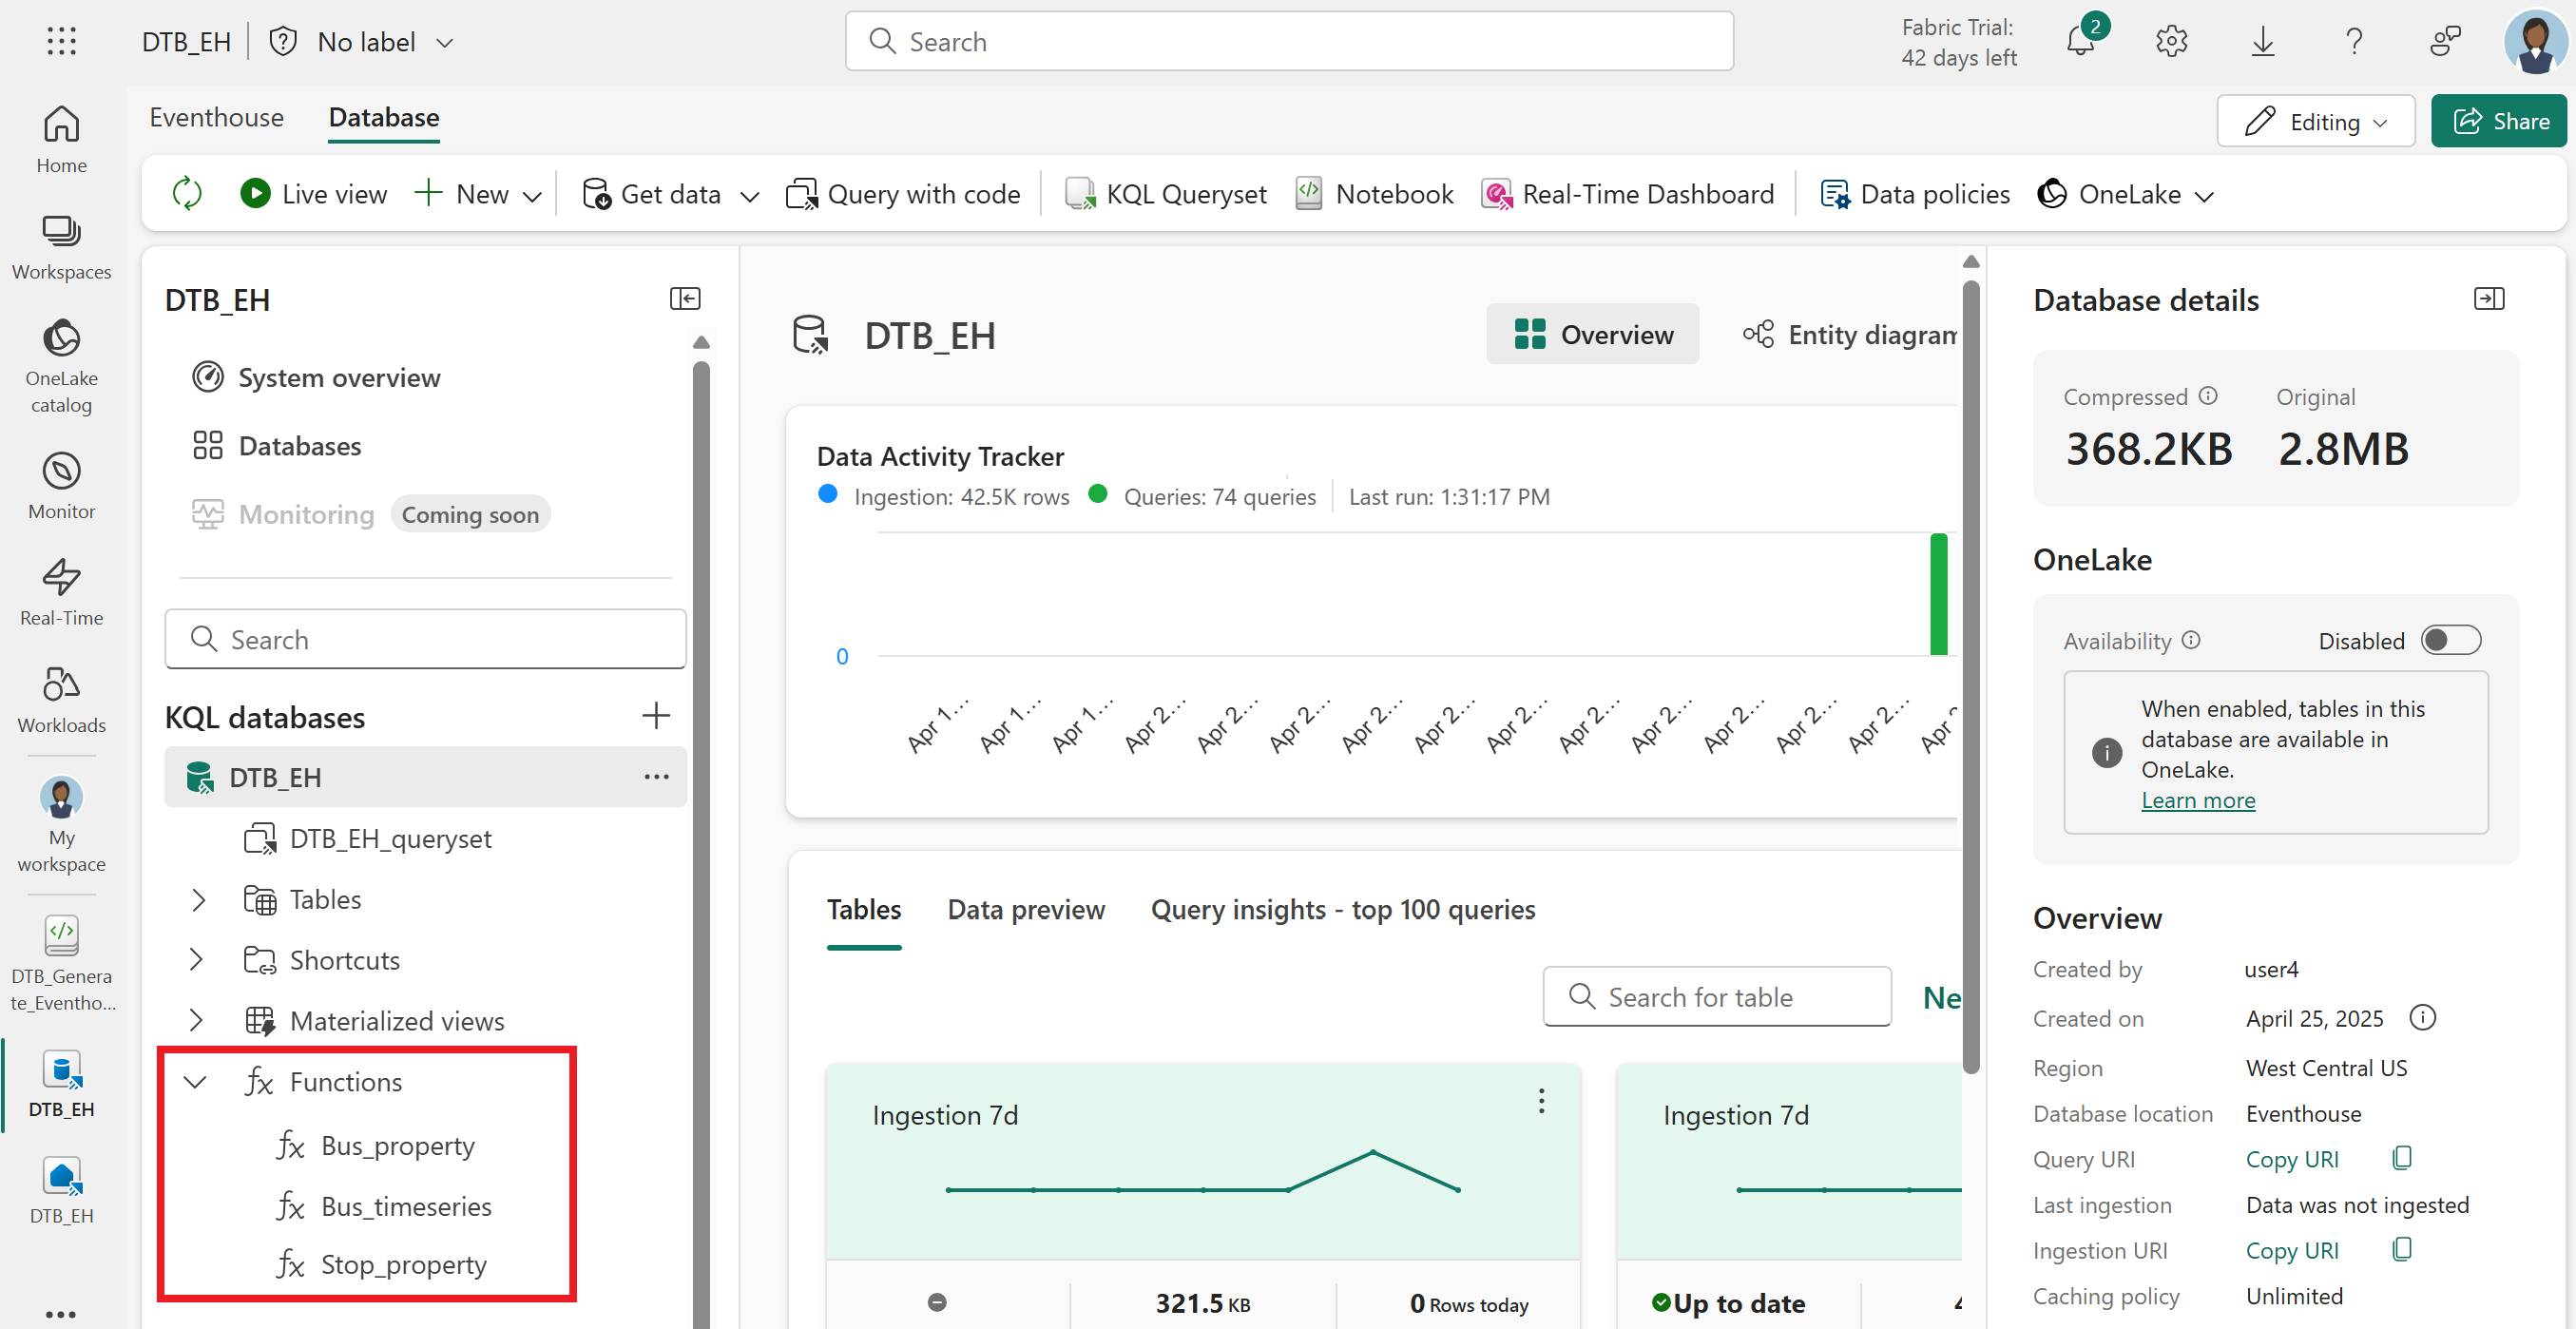 DTB_EH
No label
Search
Fabric Trial:
42 days left
2
Home
Workspaces
OneLake
catalog
Monitor
Real-Time
Workloads
My
workspace
DTB_Genera
te_Eventho...
DTB_EH
DTB_EH
Eventhouse
Database
Editing
Share
Live view
New
Get data
Query with code
KQL Queryset
Notebook
Real-Time Dashboard
Data policies
OneLake
DTB_EH
System overview
Databases
Monitoring
Coming soon
Search
KQL databases
DTB_EH
DTB_EH_queryset
Tables
Shortcuts
Materialized views
Functions
Bus_property
Bus_timeseries
Stop_property
DTB_EH
Overview
Entity diagram
Data Activity Tracker
Ingestion: 42.5K rows
Queries: 74 queries
Last run: 1:31:17 PM
0
Apr 1...
Apr 1...
Apr 1...
Apr 2...
Apr 2...
Apr 2...
Apr 2...
Apr 2...
Apr 2...
Apr 2...
Apr 2...
Apr 2...
Apr 2...
Apr 2...
Apr
Tables
Data preview
Query insights - top 100 queries
Search for table
Ne
Ingestion 7d
321.5 KB
0 Rows today
Ingestion 7d
Up to date
Database details
Compressed
Original
368.2KB
2.8MB
OneLake
Availability
Disabled
When enabled, tables in this
database are available in
OneLake.
Learn more
Overview
Created by
user4
Created on
April 25, 2025
Region
West Central US
Database location
Eventhouse
Query URI
Copy URI
Last ingestion
Data was not ingested
Ingestion URI
Copy URI
Caching policy
Unlimited